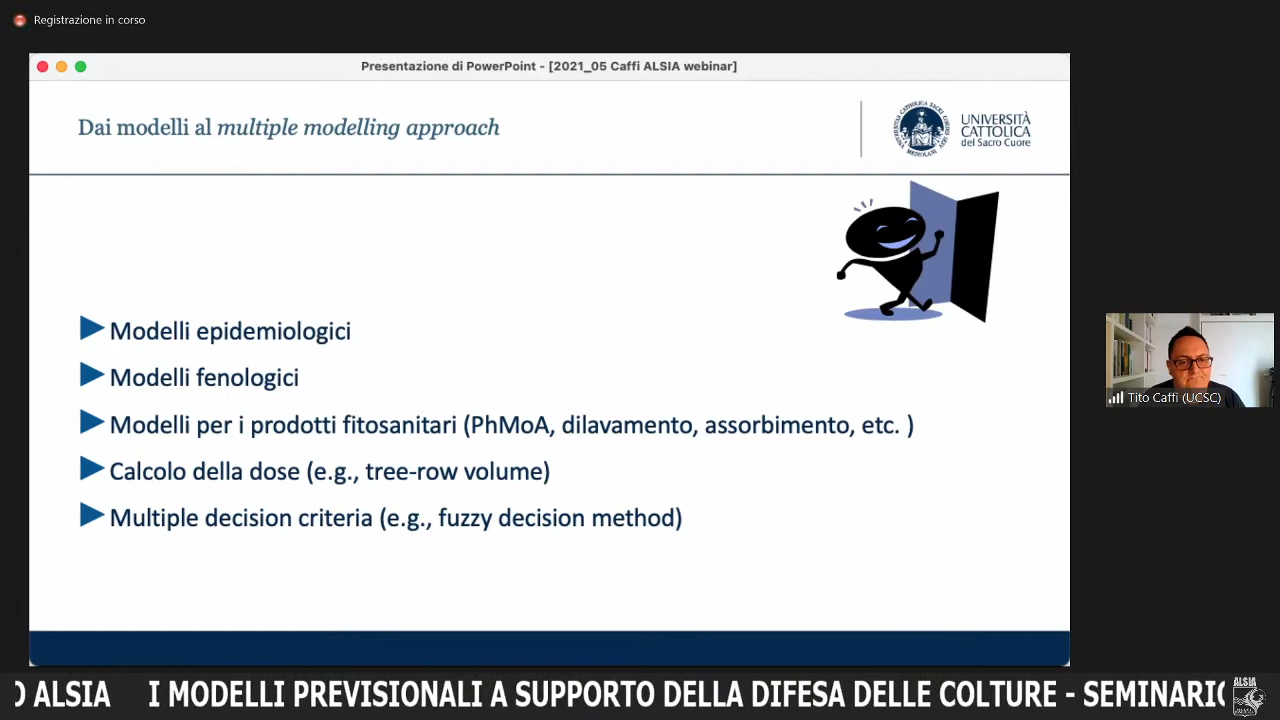 Registrazione in corso
Presentazione di PowerPoint - [2021_05 Caffi ALSIA webinar]
Dai modelli al multiple modelling approach
UNIVERSITÀ
CATTOLICA
del Sacro Cuore
Modelli epidemiologici
Modelli fenologici
Modelli per i prodotti fitosanitari (PhMoA, dilavamento, assorbimento, etc. )
Calcolo della dose (e.g., tree-row volume)
Multiple decision criteria (e.g., fuzzy decision method)
Tito Caffi (UCSC)
O ALSIA I MODELLI PREVISIONALI A SUPPORTO DELLA DIFESA DELLE COLTURE - SEMINARIO
ALSIA